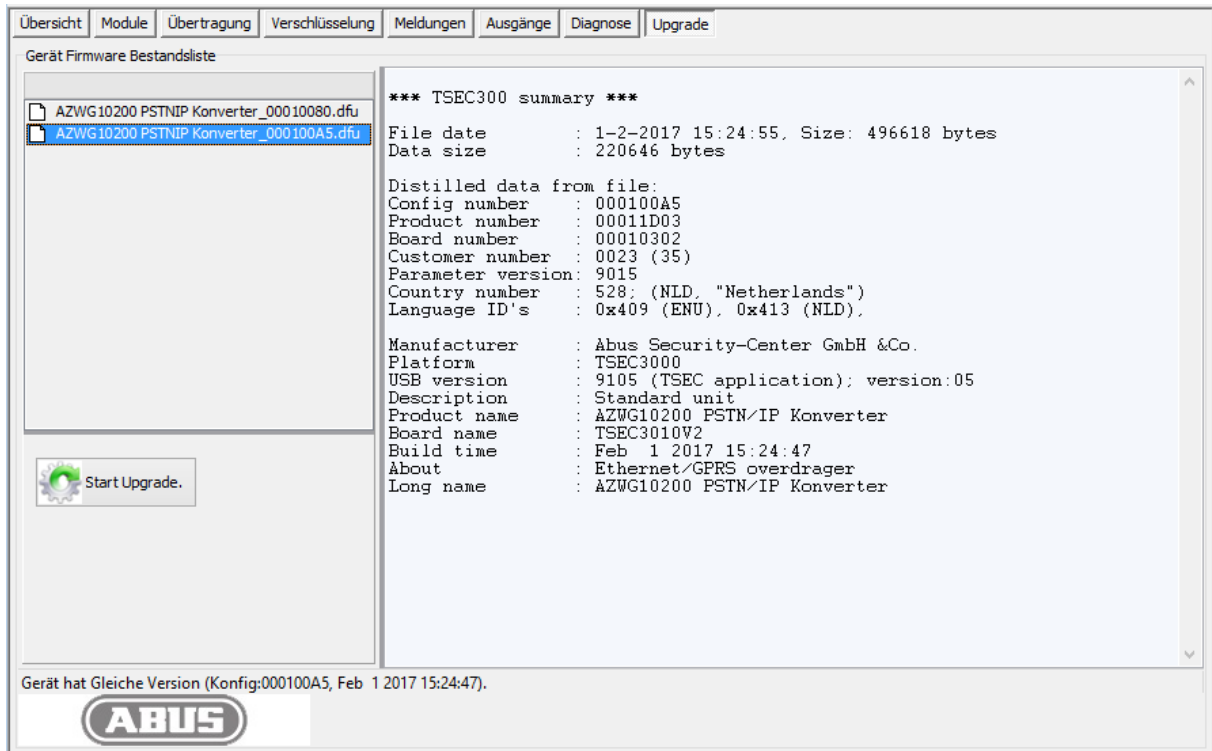 Übersicht Module Übertragung Verschlüsselung Meldungen Ausgänge Diagnose Upgrade
Gerät Firmware Bestandsliste
AZWG10200 PSTNIP Konverter_00010080.dfu
AZWG10200 PSTNIP Konverter_000100A5.dfu
Start Upgrade.
*** TSEC300 summary ***
File date : 1-2-2017 15:24:55, Size: 496618 bytes
Data size : 220646 bytes
Distilled data from file:
Config number : 000100A5
Product number : 00011D03
Board number : 00010302
Customer number : 0023 (35)
Parameter version: 9015
Country number : 528; (NLD, "Netherlands")
Language ID's : 0x409 (ENU), 0x413 (NLD),
Manufacturer : Abus Security-Center GmbH &Co.
Platform : TSEC3000
USB version : 9105 (TSEC application); version:05
Description : Standard unit
Product name : AZWG10200 PSTN/IP Konverter
Board name : TSEC3010V2
Build time : Feb 1 2017 15:24:47
About : Ethernet/GPRS overdrager
Long name : AZWG10200 PSTN/IP Konverter
Gerät hat Gleiche Version (Konfig:000100A5, Feb 1 2017 15:24:47).
ABUS